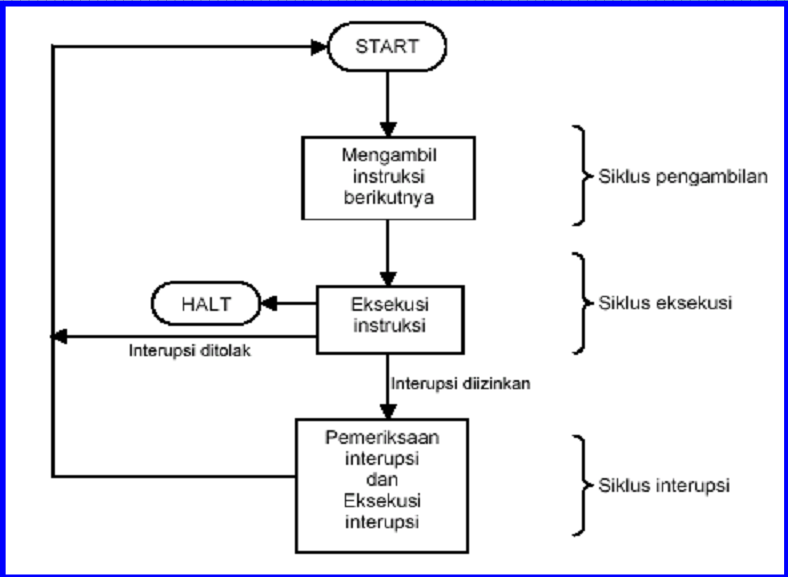 START
Mengambil
instruksi
berikutnya
Siklus pengambilan
HALT
Eksekusi
instruksi
Siklus eksekusi
Interupsi ditolak
Interupsi diizinkan
Pemeriksaan
interupsi
dan
Eksekusi
interupsi
Siklus interupsi